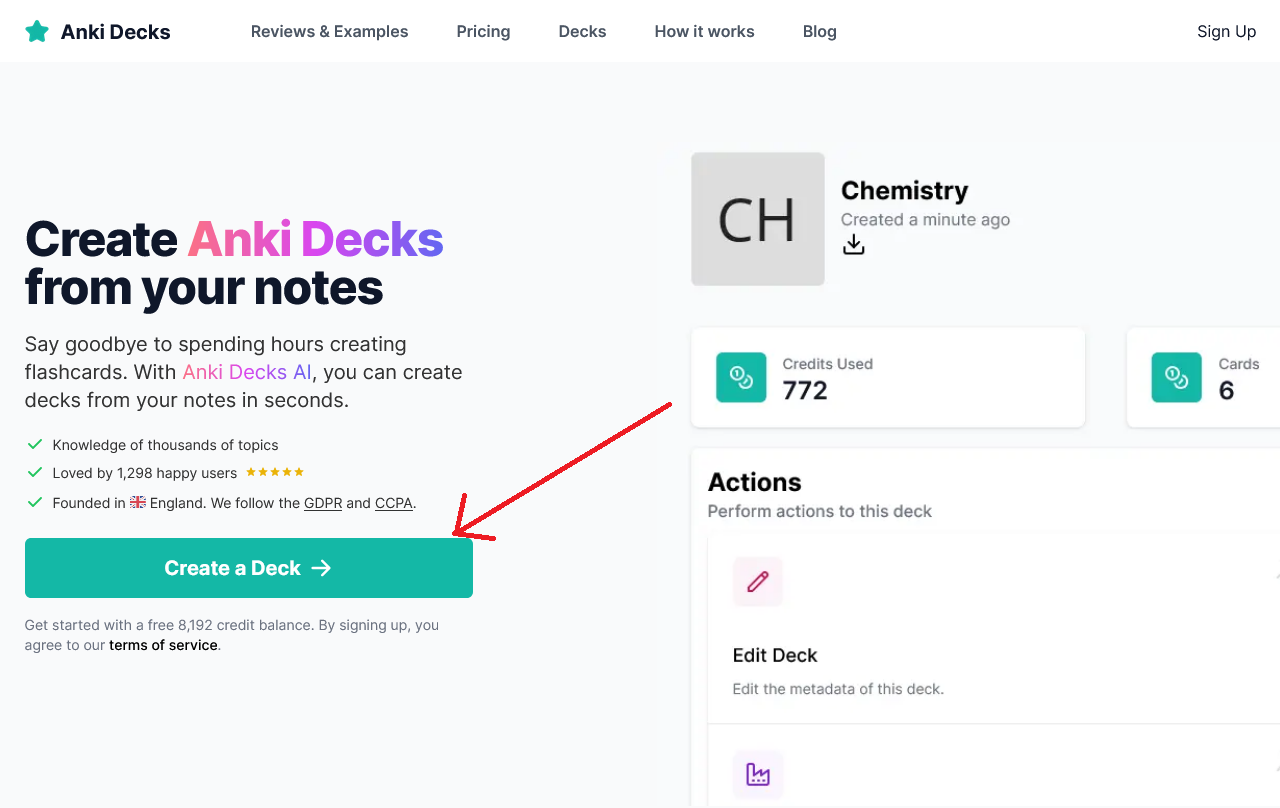 Anki Decks
Reviews & Examples
Pricing
Decks
How it works
Blog
Sign Up
Create Anki Decks
from your notes
Say goodbye to spending hours creating
flashcards. With Anki Decks AI, you can create
decks from your notes in seconds.
Knowledge of thousands of topics
Loved by 1,298 happy users
Founded in 🇬🇧 England. We follow the GDPR and CCPA.
Create a Deck →
Get started with a free 8,192 credit balance. By signing up, you
agree to our terms of service.
CH
Chemistry
Created a minute ago
Credits Used
772
Cards
6
Actions
Perform actions to this deck
Edit Deck
Edit the metadata of this deck.